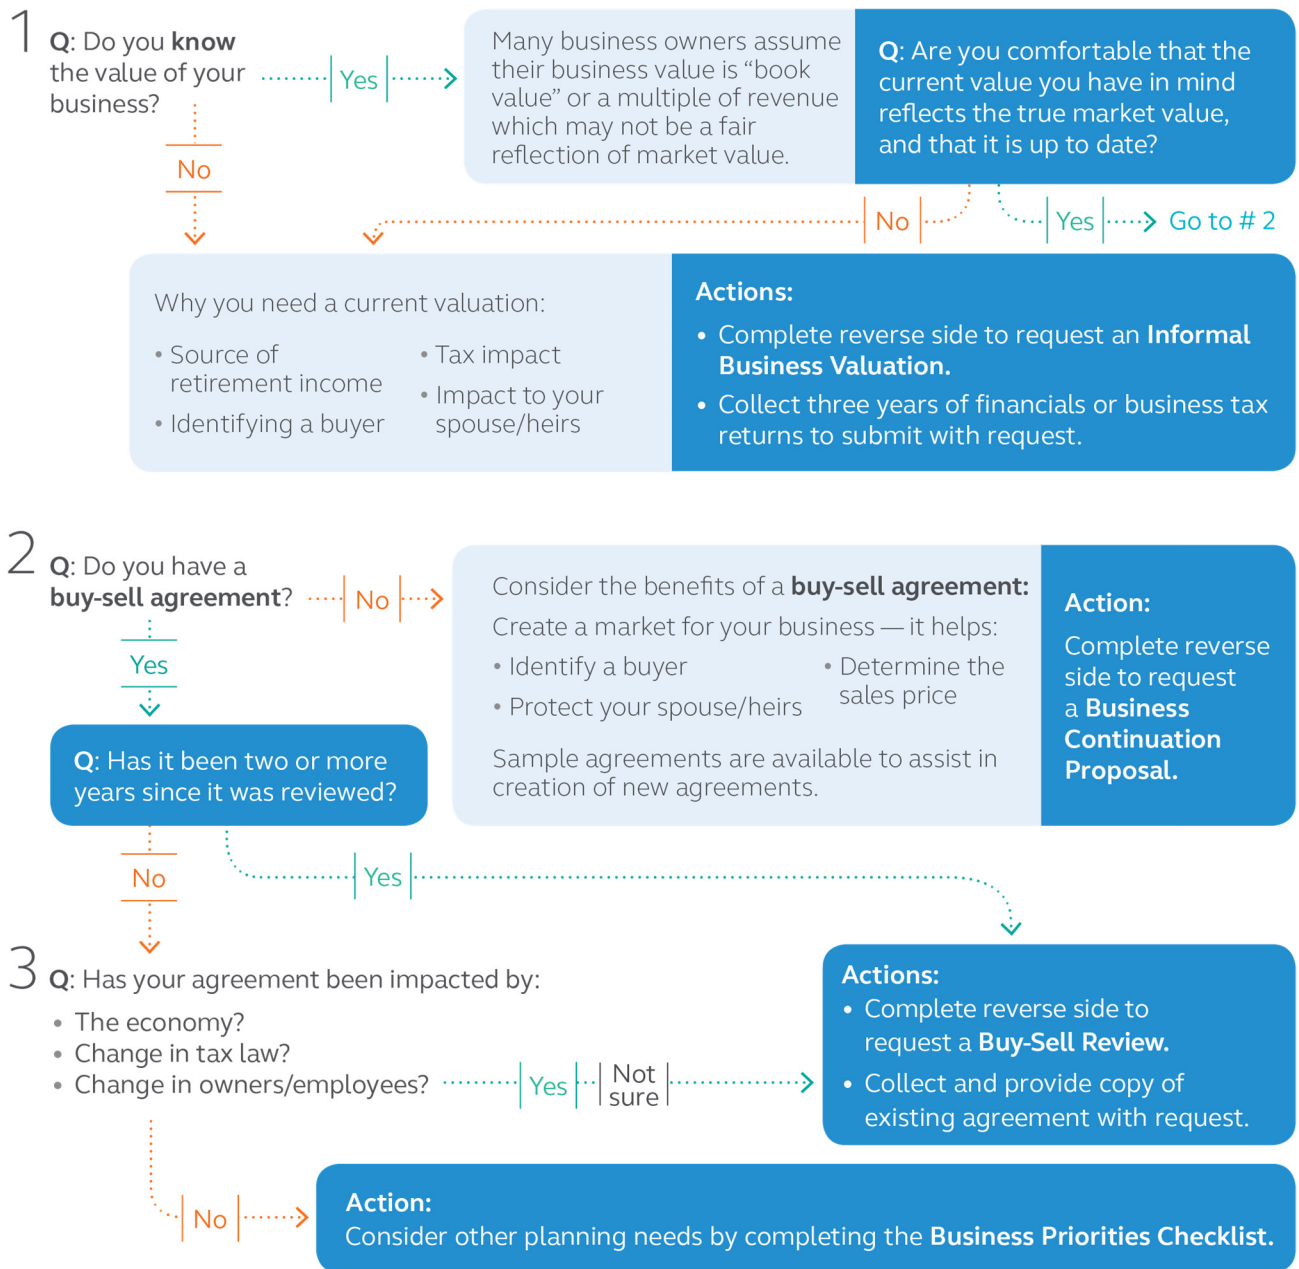 1
Q: Do you know
the value of your
business?
Yes
Many business owners assume
their business value is “book
value” or a multiple of revenue
which may not be a fair
reflection of market value.
Q: Are you comfortable that the
current value you have in mind
reflects the true market value,
and that it is up to date?
No
No
Yes
Go to # 2
Why you need a current valuation:
• Source of
retirement income
• Identifying a buyer
• Tax impact
• Impact to your
spouse/heirs
Actions:
• Complete reverse side to request an Informal
Business Valuation.
• Collect three years of financials or business tax
returns to submit with request.
2
Q: Do you have a
buy-sell agreement?
No
Consider the benefits of a buy-sell agreement:
Create a market for your business — it helps:
• Identify a buyer
• Protect your spouse/heirs
• Determine the
sales price
Sample agreements are available to assist in
creation of new agreements.
Action:
Complete reverse
side to request
a Business
Continuation
Proposal.
Yes
Q: Has it been two or more
years since it was reviewed?
No
Yes
3
Q: Has your agreement been impacted by:
• The economy?
• Change in tax law?
• Change in owners/employees?
Yes
Not
sure
Actions:
• Complete reverse side to
request a Buy-Sell Review.
• Collect and provide copy of
existing agreement with request.
No
Action:
Consider other planning needs by completing the Business Priorities Checklist.